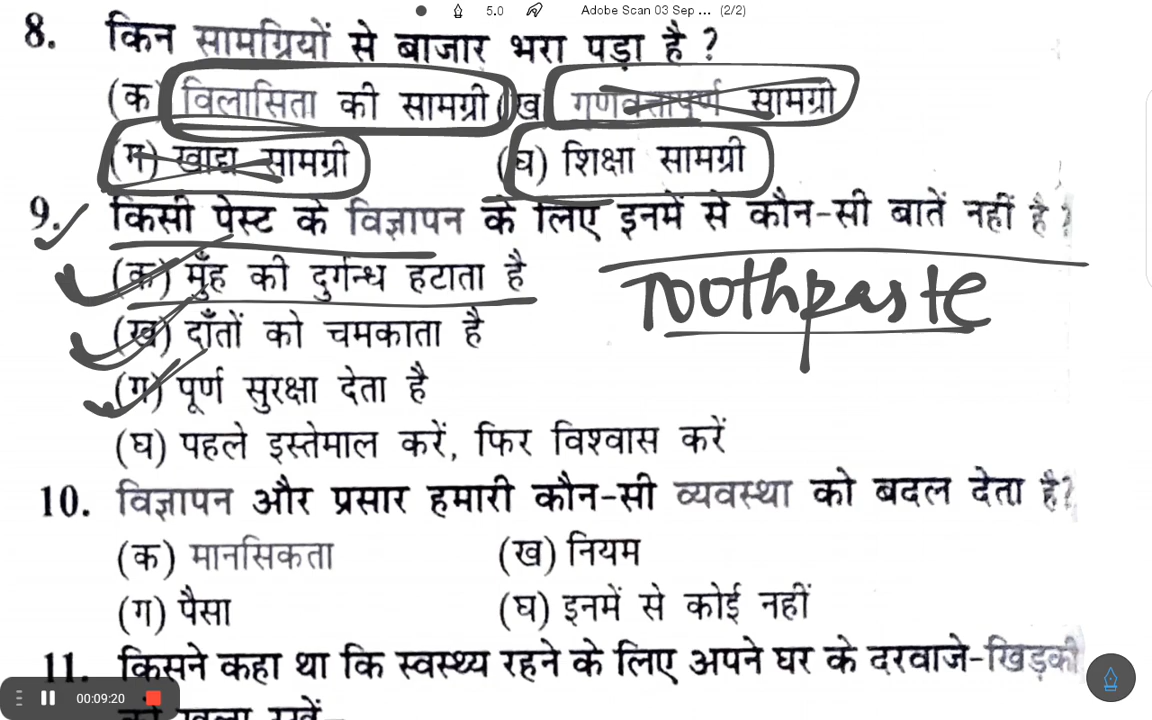 5.0 Adobe Scan 03 Sep ... (2/2)
8. किन सामग्रियों से बाजार भरा पड़ा है ?
(क) विलासिता की सामग्री (ख) गुणवत्तापूर्ण सामग्री
(ग) खाद्य सामग्री (घ) शिक्षा सामग्री
9. किसी पेस्ट के विज्ञापन के लिए इनमें से कौन-सी बातें नहीं है ?
(क) मुँह की दुर्गन्ध हटाता है
Toothpaste
(ख) दाँतों को चमकाता है
(ग) पूर्ण सुरक्षा देता है
(घ) पहले इस्तेमाल करें, फिर विश्वास करें
10. विज्ञापन और प्रसार हमारी कौन-सी व्यवस्था को बदल देता है?
(क) मानसिकता (ख) नियम
(ग) पैसा (घ) इनमें से कोई नहीं
11. किसने कहा था कि स्वस्थ्य रहने के लिए अपने घर के दरवाजे-खिड़की
00:09:20
को खुला रखें-